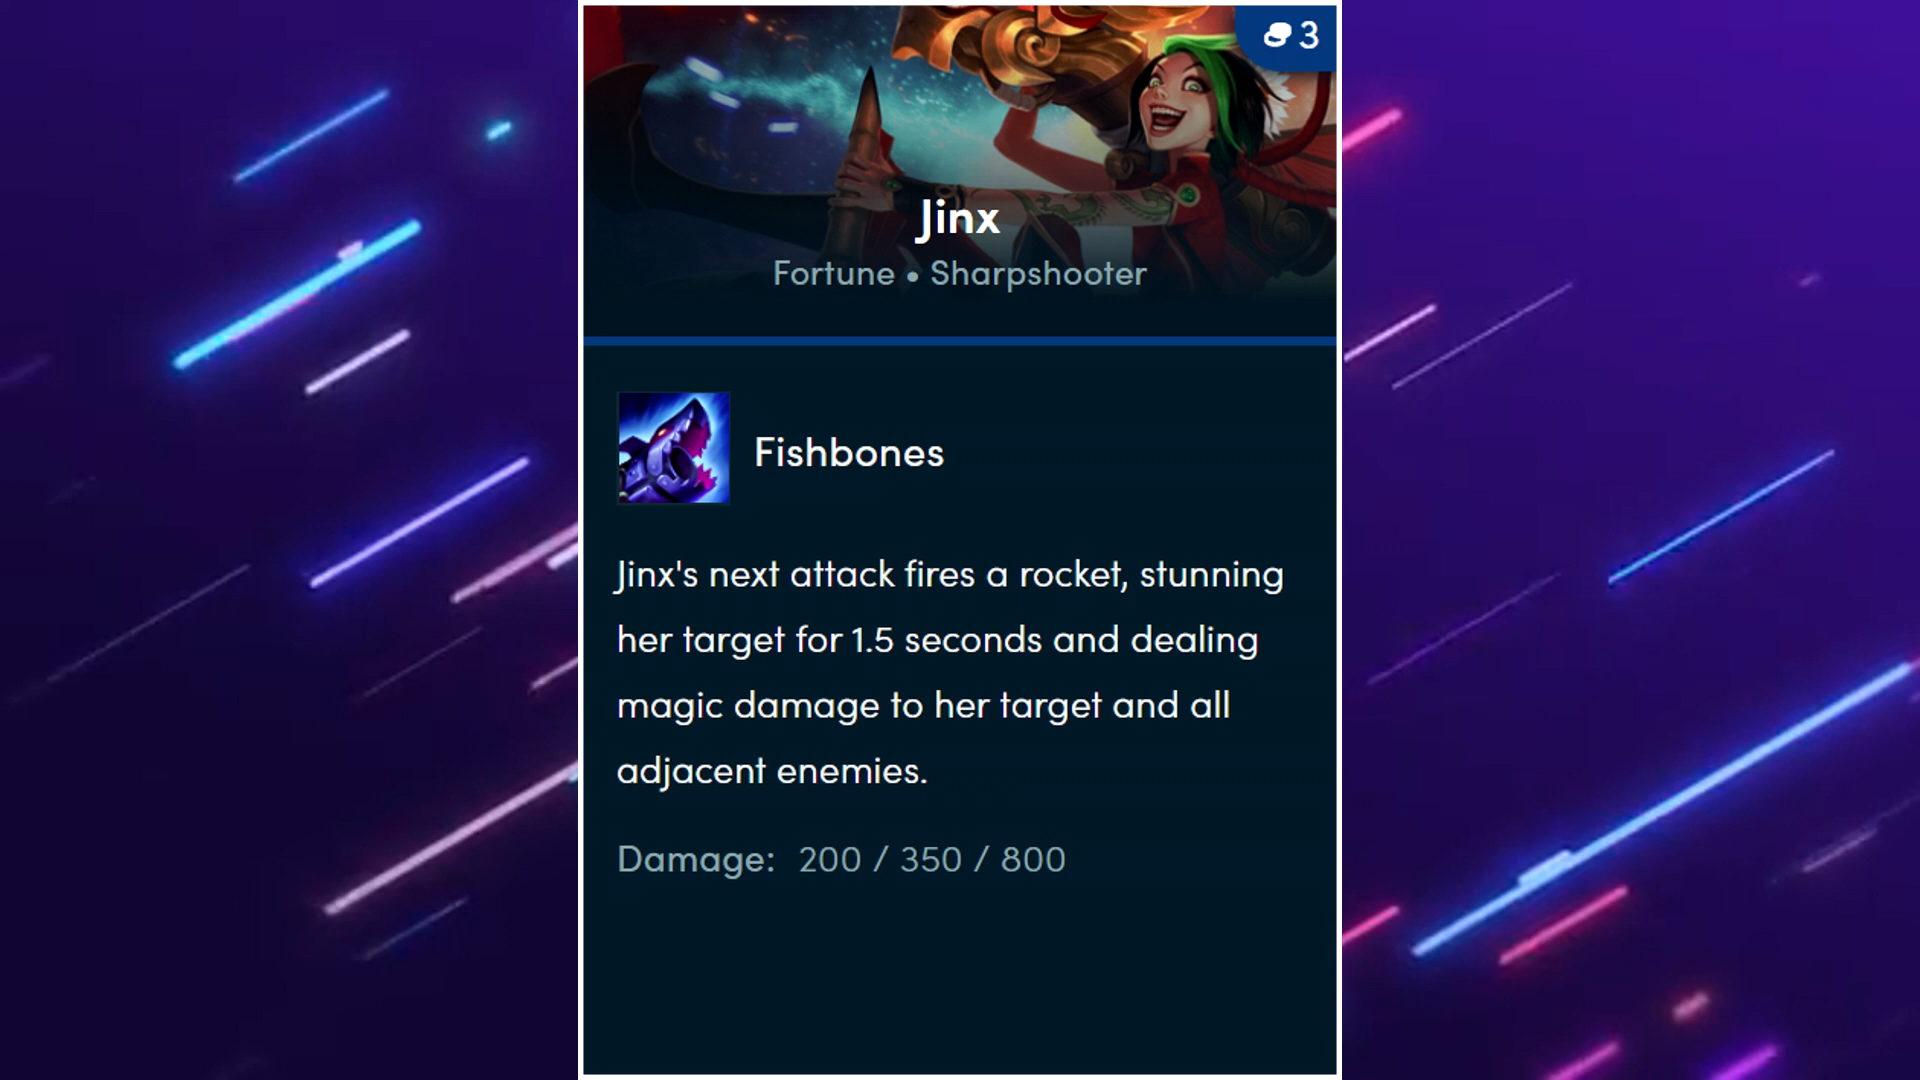 3
Jinx
Fortune • Sharpshooter
Fishbones
Jinx's next attack fires a rocket, stunning
her target for 1.5 seconds and dealing
magic damage to her target and all
adjacent enemies.
Damage: 200 / 350 / 800